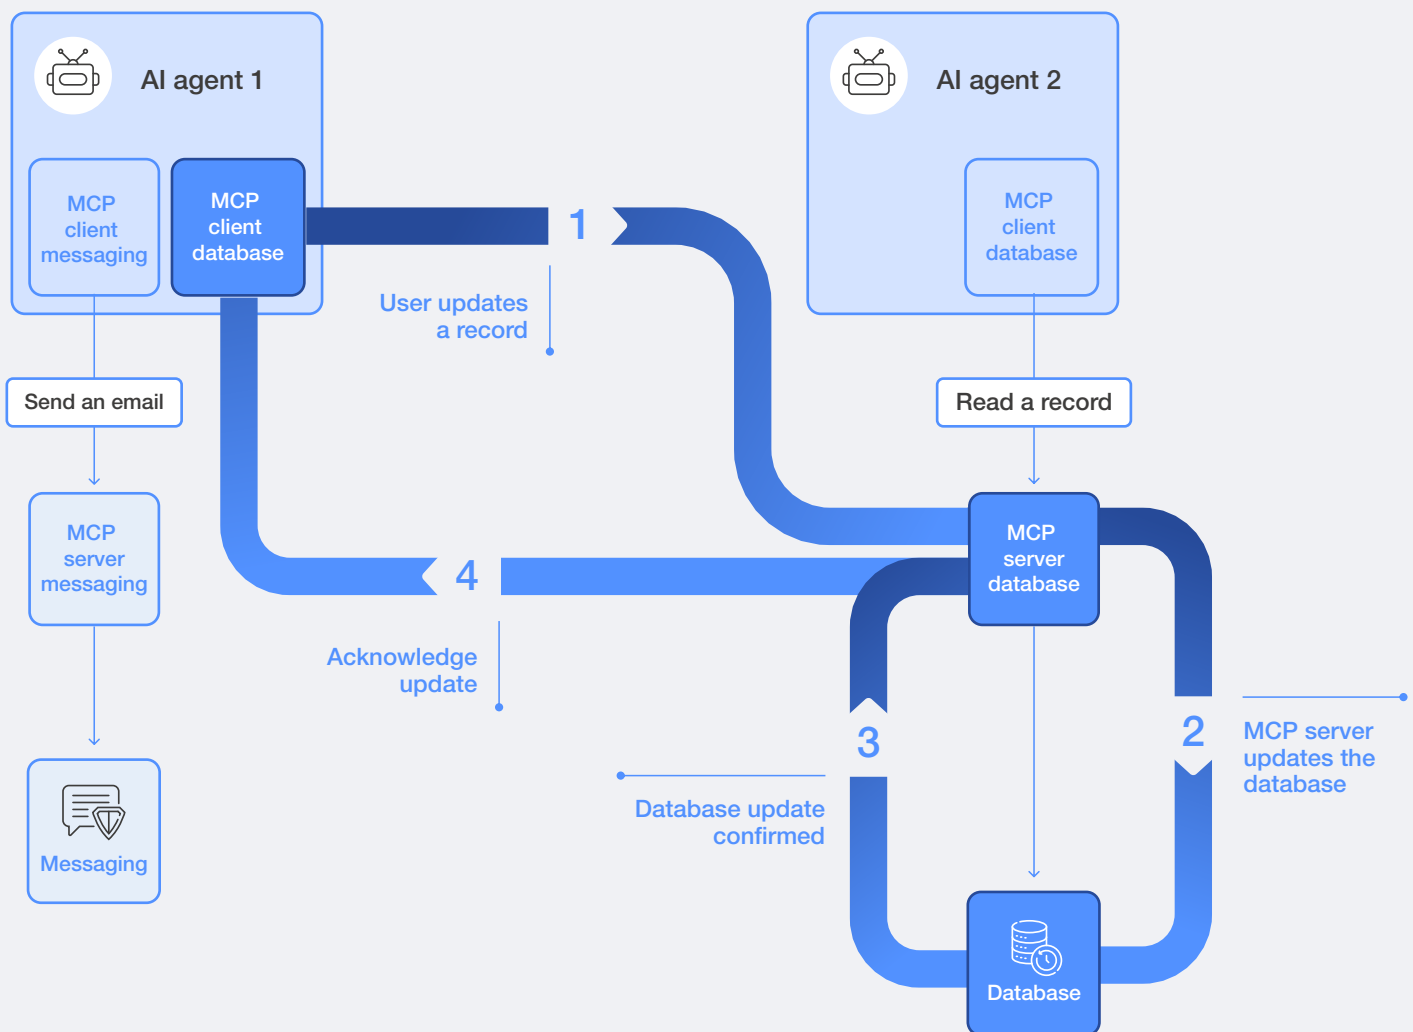 AI agent 1
AI agent 2
MCP
client
messaging
MCP
client
database
1
MCP
client
database
User updates
a record
Send an email
Read a record
MCP
server
messaging
4
MCP
server
database
Acknowledge
update
3
2
MCP server
updates the
database
Database update
confirmed
Messaging
Database